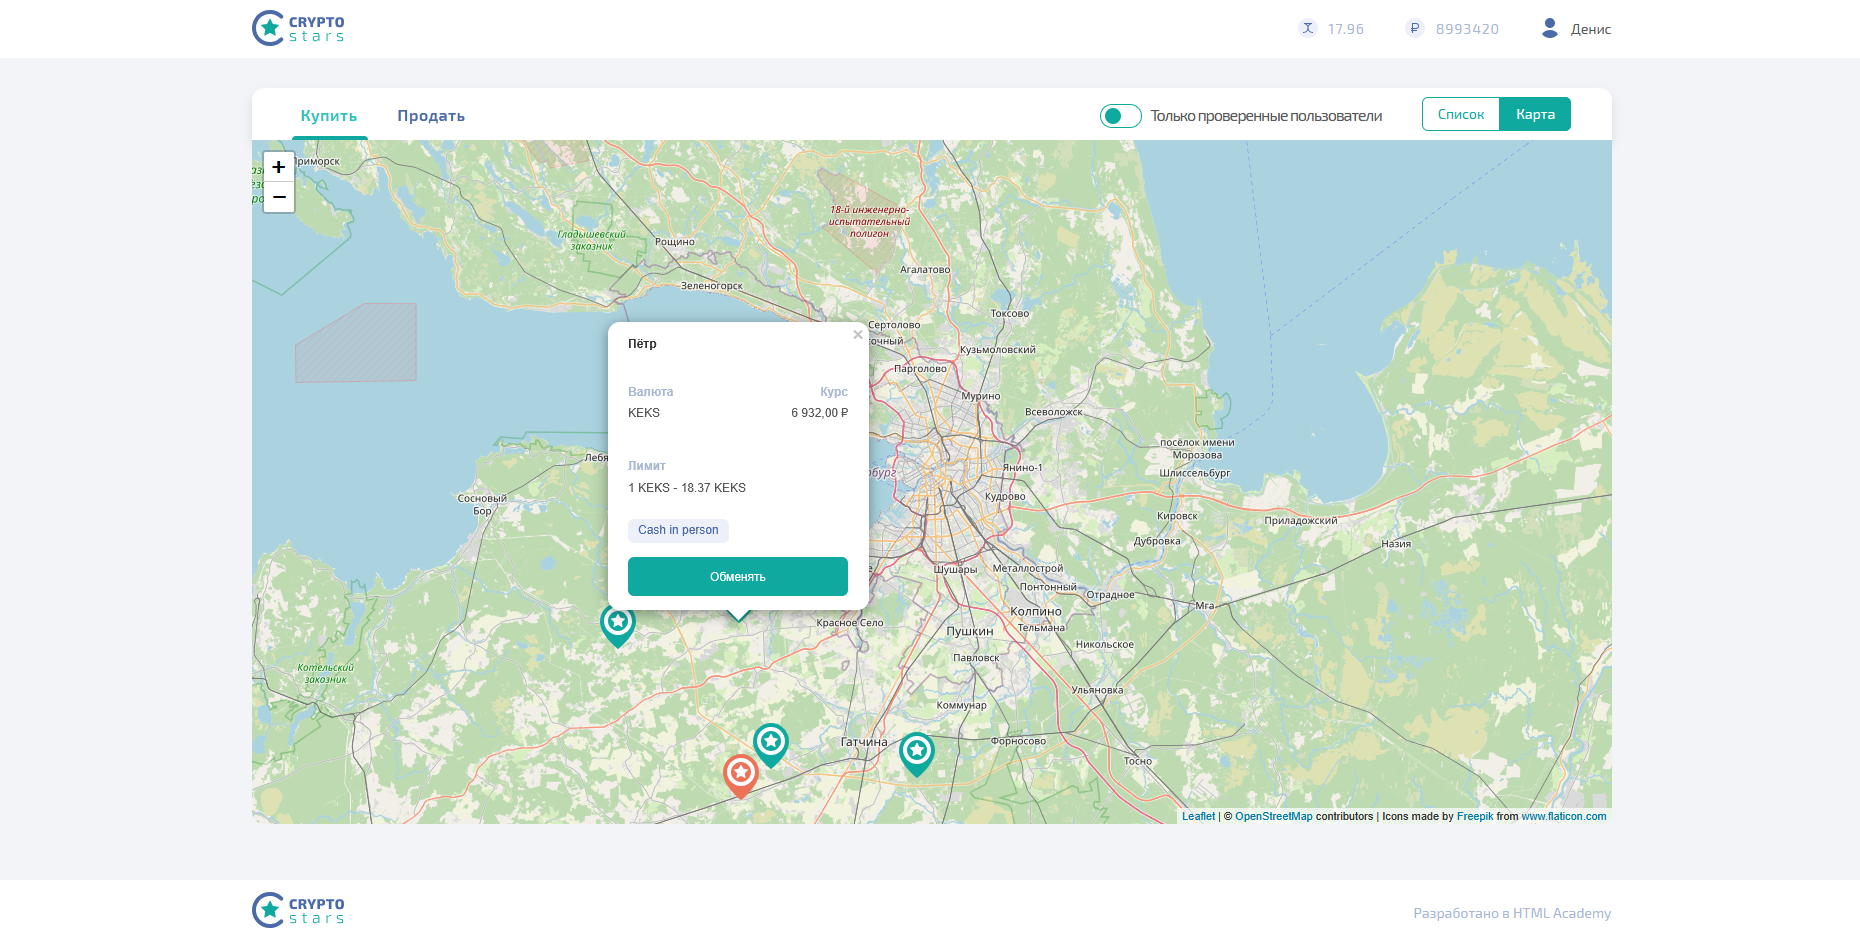 CRYPTO
stars
17.96
8993420
Денис
Купить
Продать
Только проверенные пользователи
Список
Карта
+
−
Приморск
18-й инженерно-
испытательный
полигон
Гладышевский
заказник
Рощино
Агалатово
Зеленогорск
Токсово
Сертолово
Кузьмоловский
Парголово
Мурино
Всеволожск
посёлок имени
Морозова
Шлиссельбург
Янино-1
Кудрово
Сосновый
Бор
Кировск
Приладожский
Дубровка
Назия
Шушары
Металлострой
Понтонный
Отрадное
Мга
Колпино
Красное Село
Пушкин
Тельмана
Никольское
Павловск
Котельский
заказник
Ульяновка
Коммунар
Гатчина
Форносово
Тосно
Пётр
×
Валюта
Курс
KEKS
6 932,00 ₽
Лимит
1 KEKS - 18.37 KEKS
Cash in person
Обменять
Leaflet | © OpenStreetMap contributors | Icons made by Freepik from www.flaticon.com
CRYPTO
stars
Разработано в HTML Academy